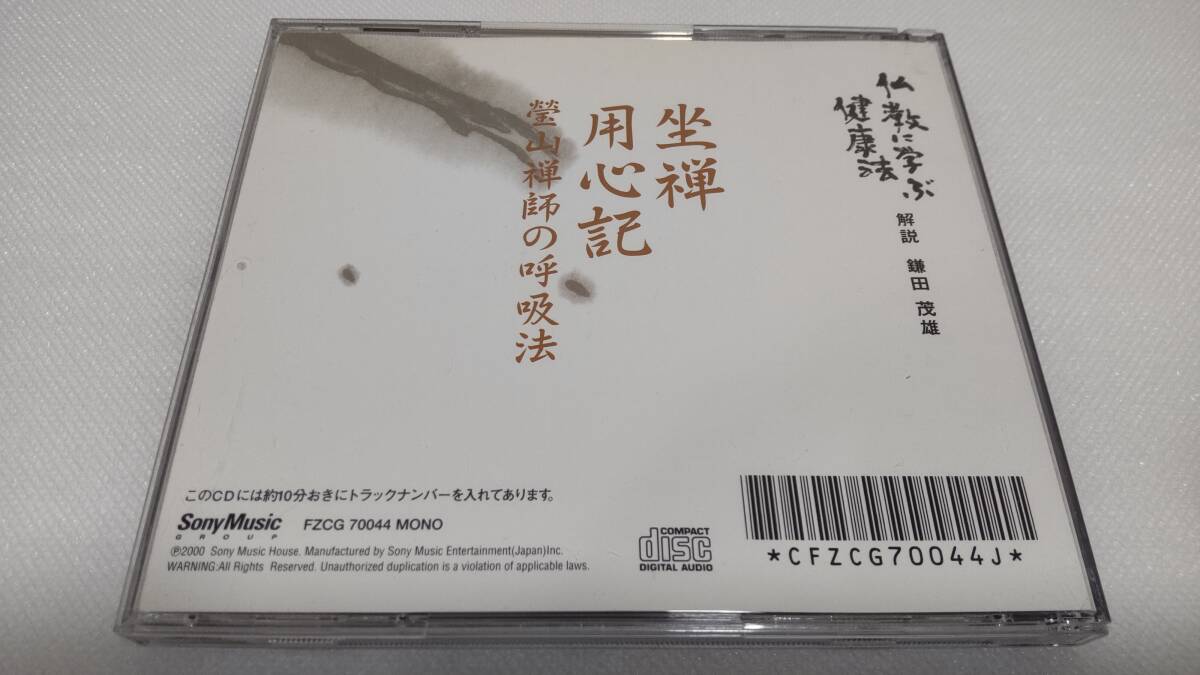 仏教に学ぶ
健康法
解説 鎌田 茂雄
坐禅
用心記
瑩山禅師の呼吸法
このCDには約10分おきにトラックナンバーを入れてあります。
Sony Music
GROUP
FZCG 70044 MONO
℗2000 Sony Music House. Manufactured by Sony Music Entertainment(Japan)Inc.
WARNING:All Rights Reserved. Unauthorized duplication is a violation of applicable laws.
COMPACT
disc
DIGITAL AUDIO
*CFZCG70044J*